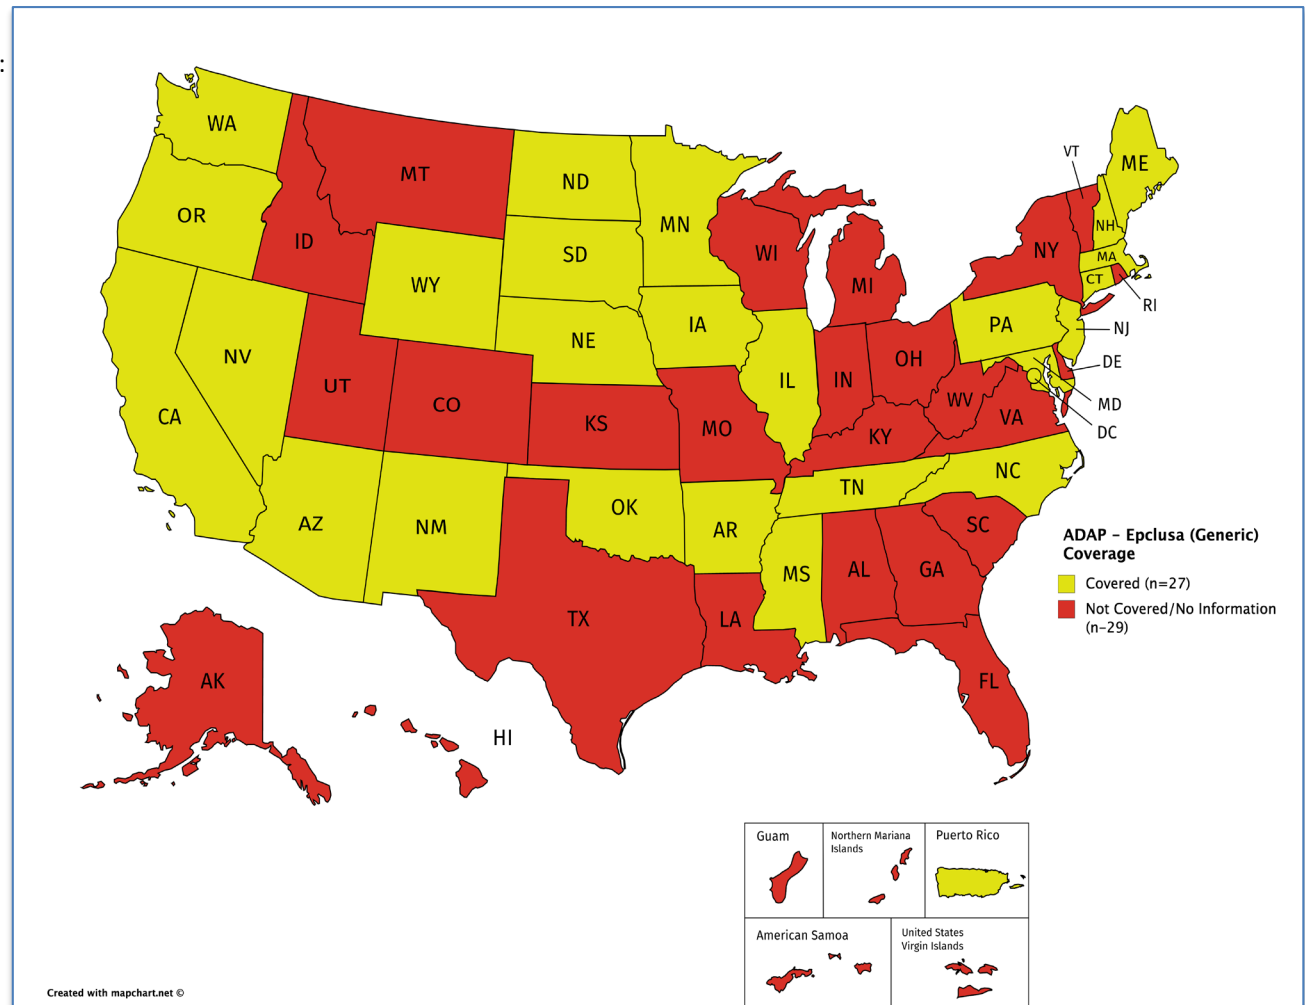 :
WA
MT
ND
MN
VT
ME
OR
ID
SD
WI
NY
NH
MA
WY
MI
CT
RI
NV
NE
IA
PA
NJ
UT
CO
IL
IN
OH
DE
CA
KS
MO
WV
MD
KY
VA
DC
AZ
NM
OK
TN
NC
AR
SC
MS
AL
GA
TX
LA
FL
AK
HI
ADAP – Epclusa (Generic)
Coverage
Covered (n=27)
Not Covered/No Information
(n-29)
Guam
Northern Mariana
Islands
Puerto Rico
American Samoa
United States
Virgin Islands
Created with mapchart.net ©